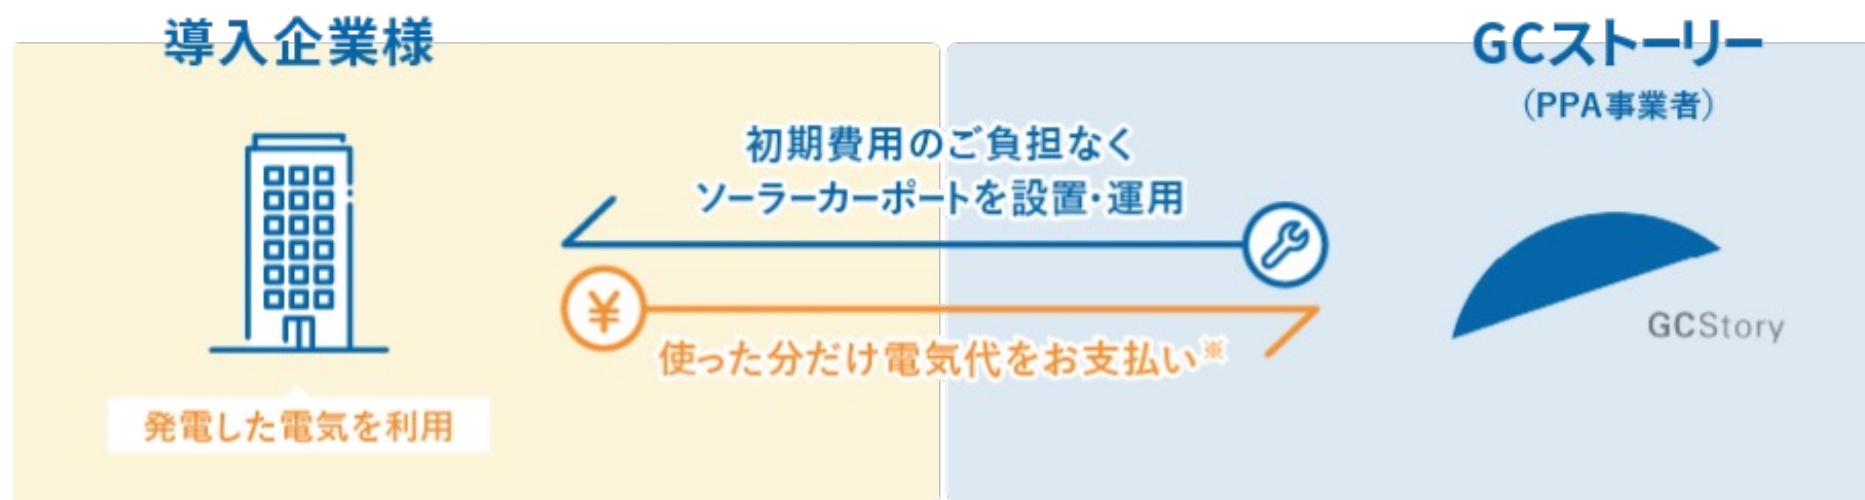 導入企業様
GCストーリー
（PPA事業者）
初期費用のご負担なく
ソーラーカーポートを設置・運用
¥
使った分だけ電気代をお支払い※
GCStory
発電した電気を利用